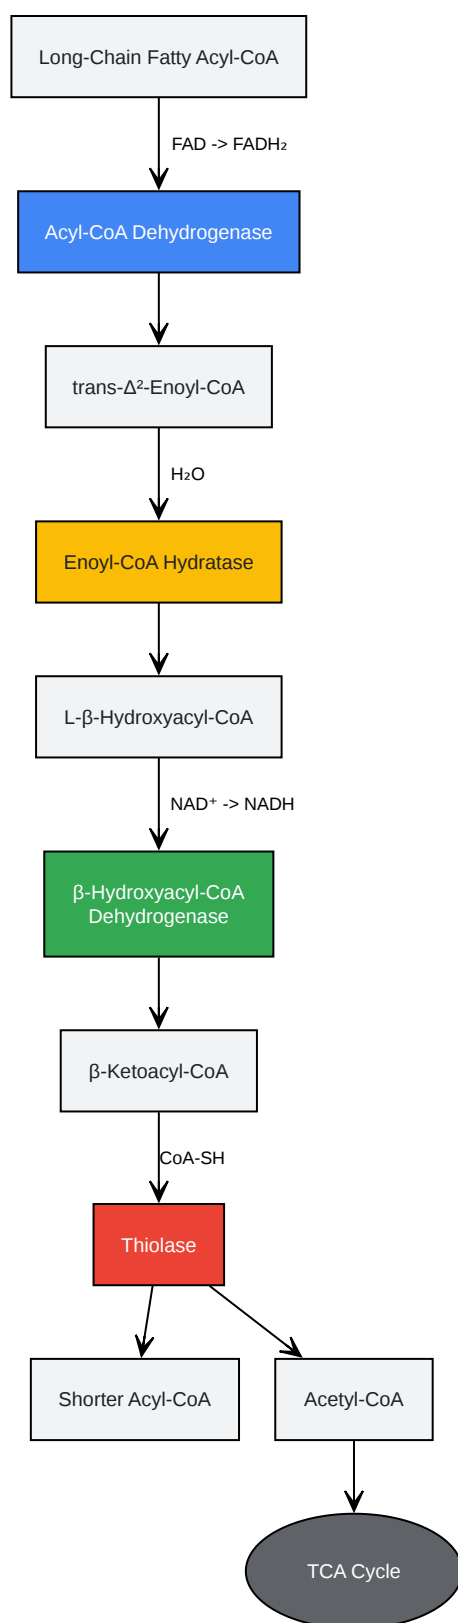 Long-Chain Fatty Acyl-CoA
FAD -> FADH₂
Acyl-CoA Dehydrogenase
trans-Δ²-Enoyl-CoA
H₂O
Enoyl-CoA Hydratase
L-β-Hydroxyacyl-CoA
NAD⁺ -> NADH
β-Hydroxyacyl-CoA
Dehydrogenase
β-Ketoacyl-CoA
CoA-SH
Thiolase
Shorter Acyl-CoA
Acetyl-CoA
TCA Cycle